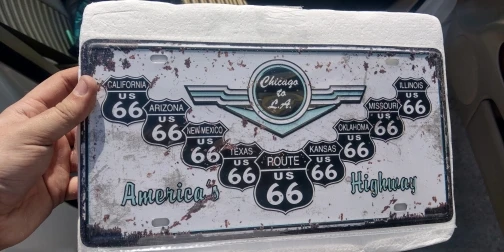 Chicago
to
L.A.
CALIFORNIA
US
66
ARIZONA
US
66
NEW MEXICO
US
66
TEXAS
US
66
ROUTE
US
66
KANSAS
US
66
OKLAHOMA
US
66
MISSOURI
US
66
ILLINOIS
US
66
America's Highway